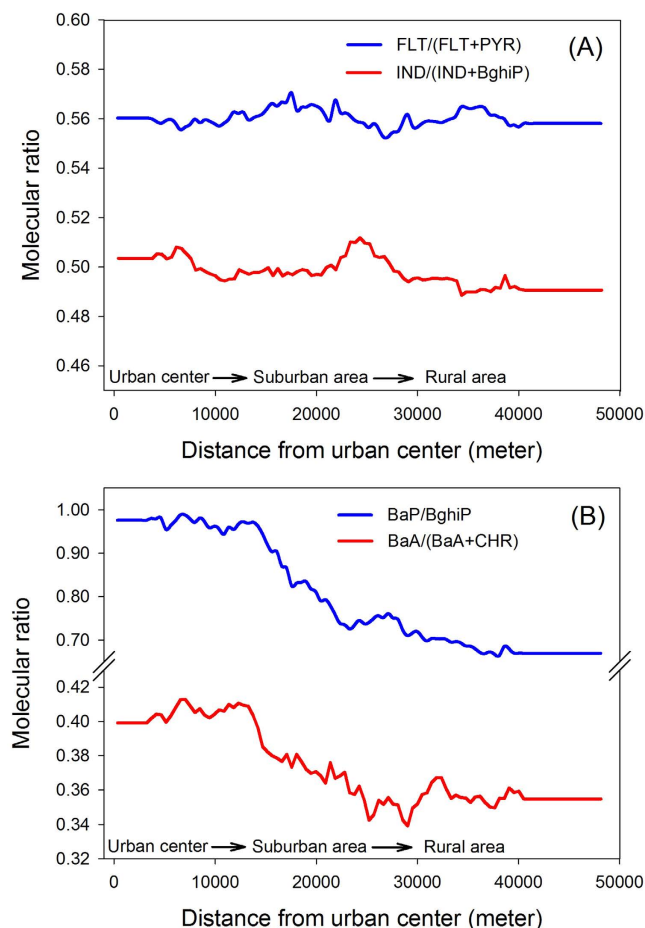 0.60
0.58
0.56
0.54
0.52
0.50
0.48
0.46
Molecular ratio
FLT/(FLT+PYR)
IND/(IND+BghiP)
(A)
Urban center → Suburban area → Rural area
0 10000 20000 30000 40000 50000
Distance from urban center (meter)
1.00
0.90
0.80
0.70
0.42
0.40
0.38
0.36
0.34
0.32
Molecular ratio
BaP/BghiP
BaA/(BaA+CHR)
(B)
Urban center → Suburban area → Rural area
0 10000 20000 30000 40000 50000
Distance from urban center (meter)